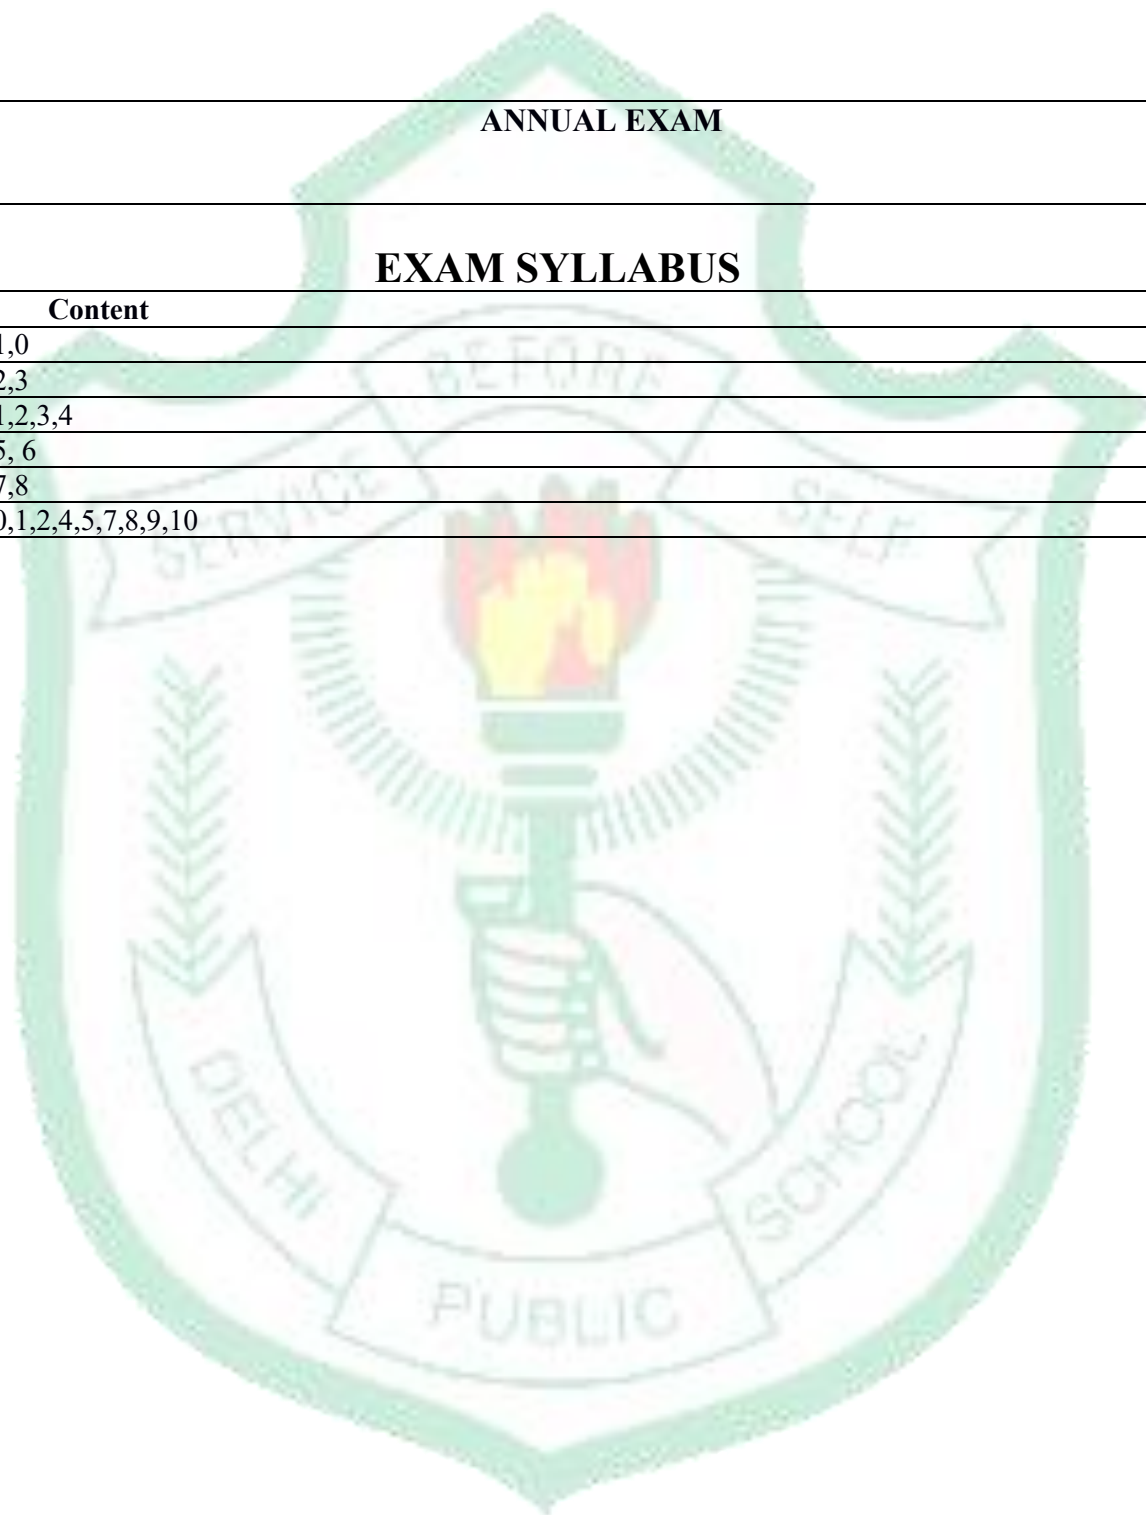 ANNUAL EXAM
EXAM SYLLABUS
Content
1,0
2,3
1,2,3,4
5, 6
7,8
0,1,2,4,5,7,8,9,10
SERVICE BEFORE SELF
DELHI PUBLIC SCHOOL